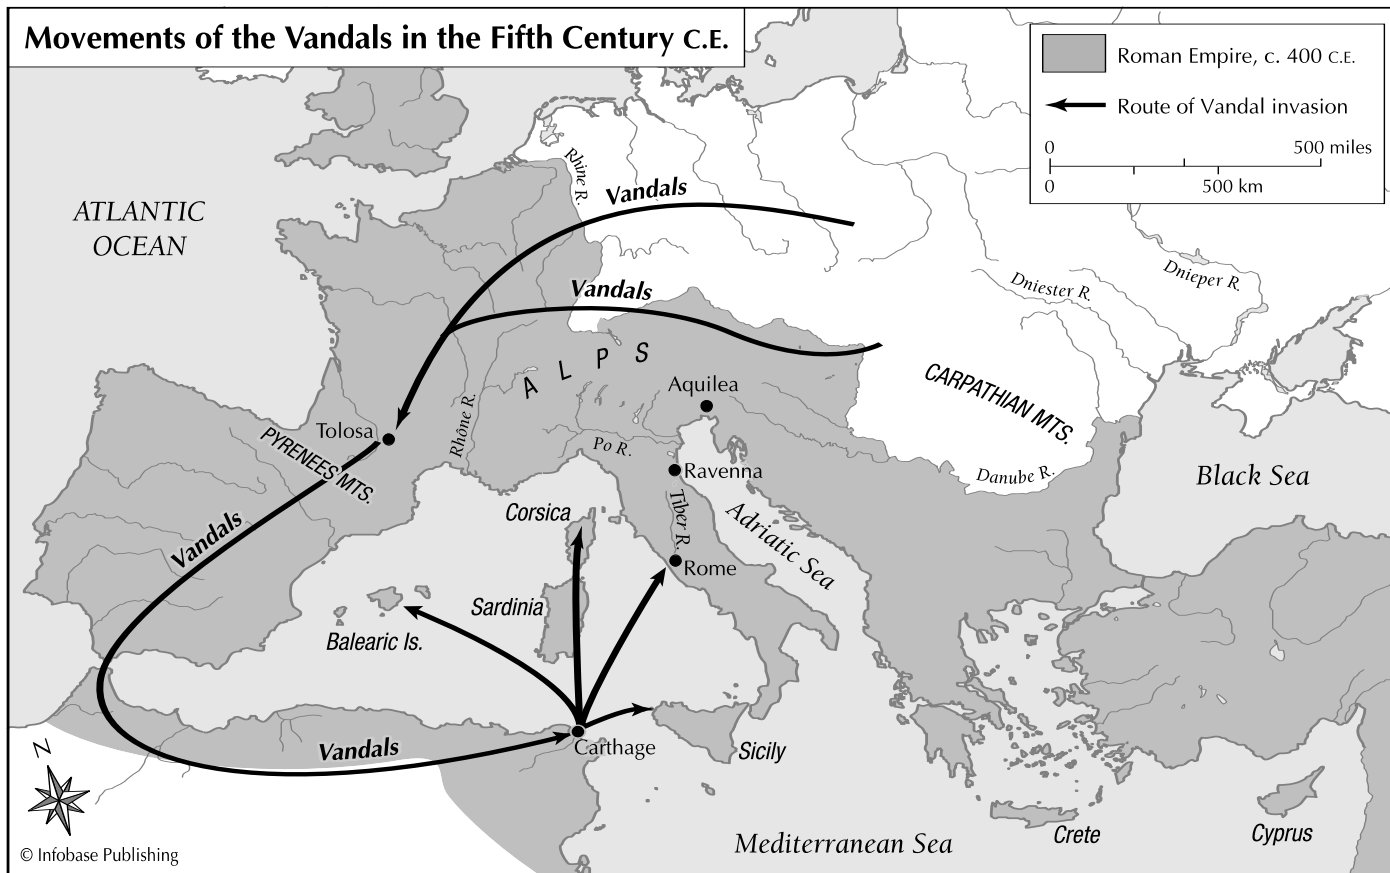 Movements of the Vandals in the Fifth Century C.E.
Roman Empire, c. 400 C.E.
Route of Vandal invasion
0 500 miles
0 500 km
ATLANTIC
OCEAN
Rhine R.
Vandals
Vandals
Dniester R.
Dnieper R.
ALPS
CARPATHIAN MTS.
Aquilea
Rhône R.
Tolosa
PYRENEES MTS.
Po R.
Ravenna
Danube R.
Black Sea
Tiber R.
Adriatic Sea
Corsica
Vandals
Rome
Sardinia
Balearic Is.
Vandals
Carthage
Sicily
N
Mediterranean Sea
Crete
Cyprus
© Infobase Publishing